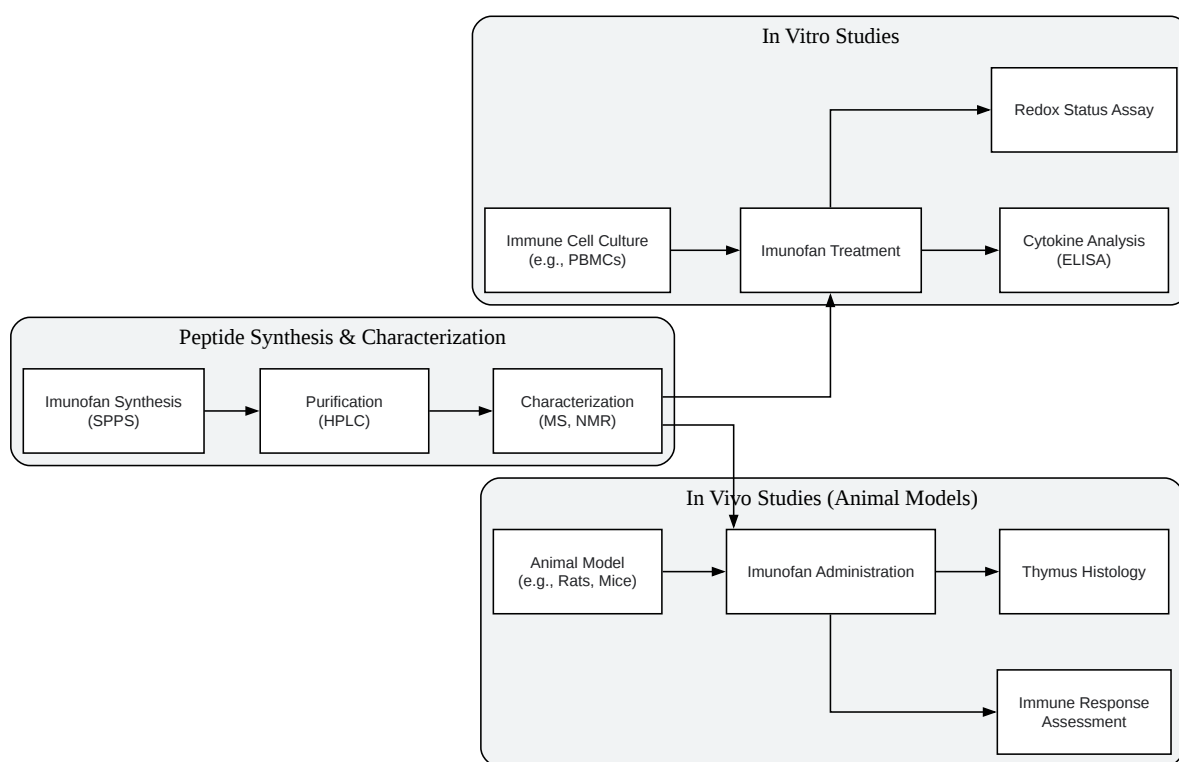 In Vitro Studies
Redox Status Assay
Immune Cell Culture
(e.g., PBMCs)
Imunofan Treatment
Cytokine Analysis
(ELISA)
Peptide Synthesis & Characterization
Imunofan Synthesis
(SPPS)
Purification
(HPLC)
Characterization
(MS, NMR)
In Vivo Studies (Animal Models)
Animal Model
(e.g., Rats, Mice)
Imunofan Administration
Thymus Histology
Immune Response
Assessment